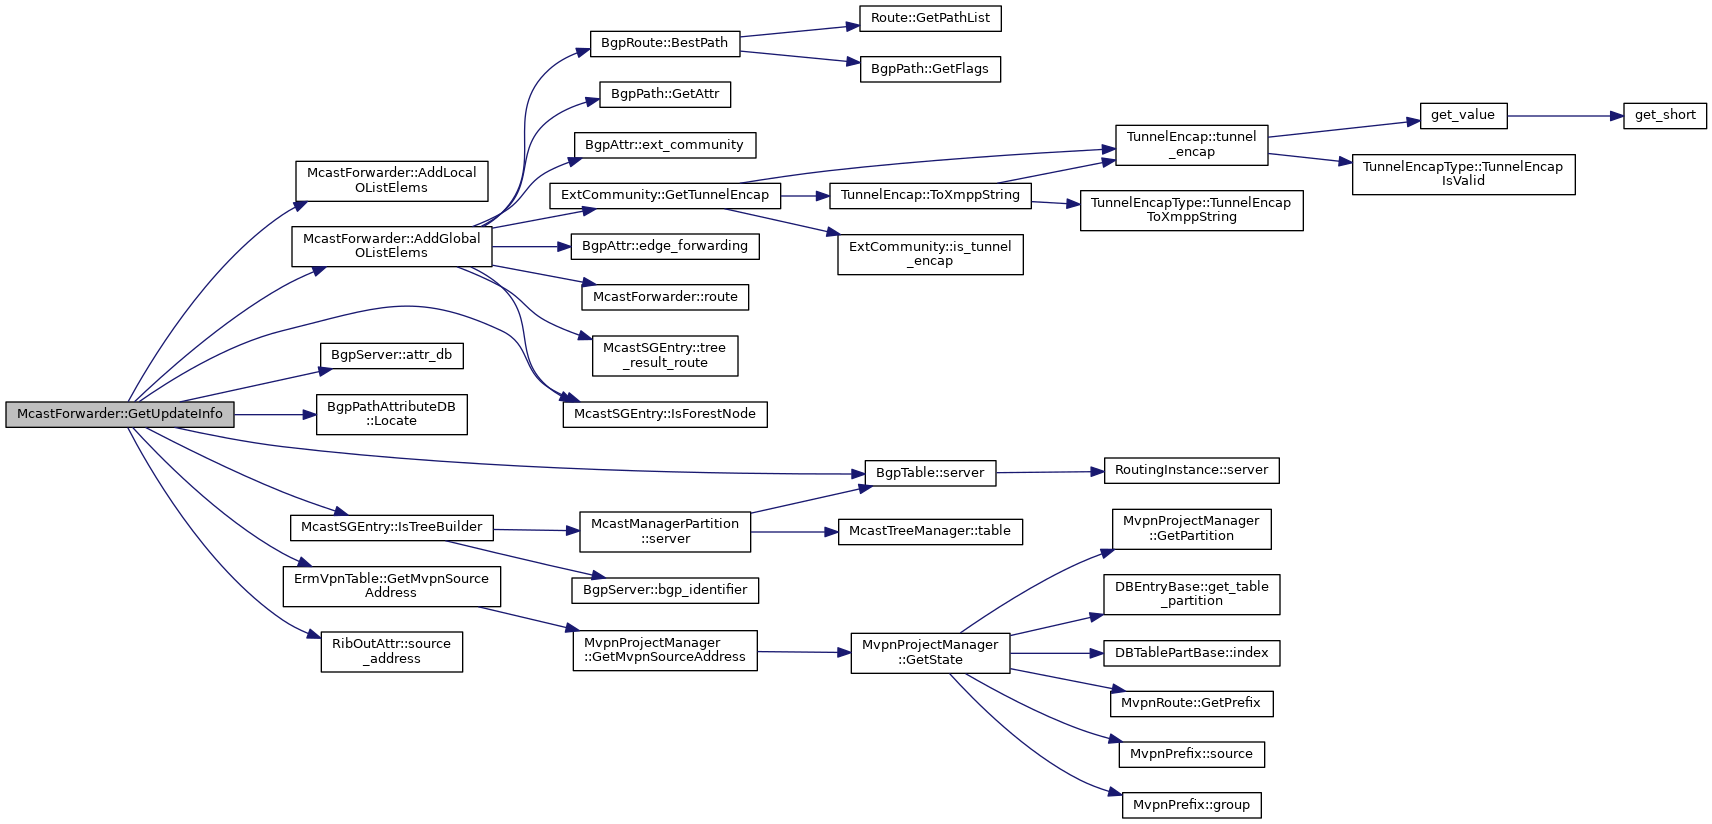 McastForwarder::GetUpdateInfo
McastForwarder::AddLocal
OListElems
McastForwarder::AddGlobal
OListElems
BgpServer::attr_db
BgpPathAttributeDB
::Locate
McastSGEntry::IsTreeBuilder
ErmVpnTable::GetMvpnSource
Address
RibOutAttr::source
_address
BgpRoute::BestPath
BgpPath::GetAttr
BgpAttr::ext_community
ExtCommunity::GetTunnelEncap
BgpAttr::edge_forwarding
McastForwarder::route
McastSGEntry::tree
_result_route
McastSGEntry::IsForestNode
McastManagerPartition
::server
BgpServer::bgp_identifier
MvpnProjectManager
::GetMvpnSourceAddress
Route::GetPathList
BgpPath::GetFlags
TunnelEncap::ToXmppString
ExtCommunity::is_tunnel
_encap
BgpTable::server
McastTreeManager::table
MvpnProjectManager
::GetState
TunnelEncap::tunnel
_encap
TunnelEncapType::TunnelEncap
ToXmppString
RoutingInstance::server
MvpnProjectManager
::GetPartition
DBEntryBase::get_table
_partition
DBTablePartBase::index
MvpnRoute::GetPrefix
MvpnPrefix::source
MvpnPrefix::group
get_value
TunnelEncapType::TunnelEncap
IsValid
get_short